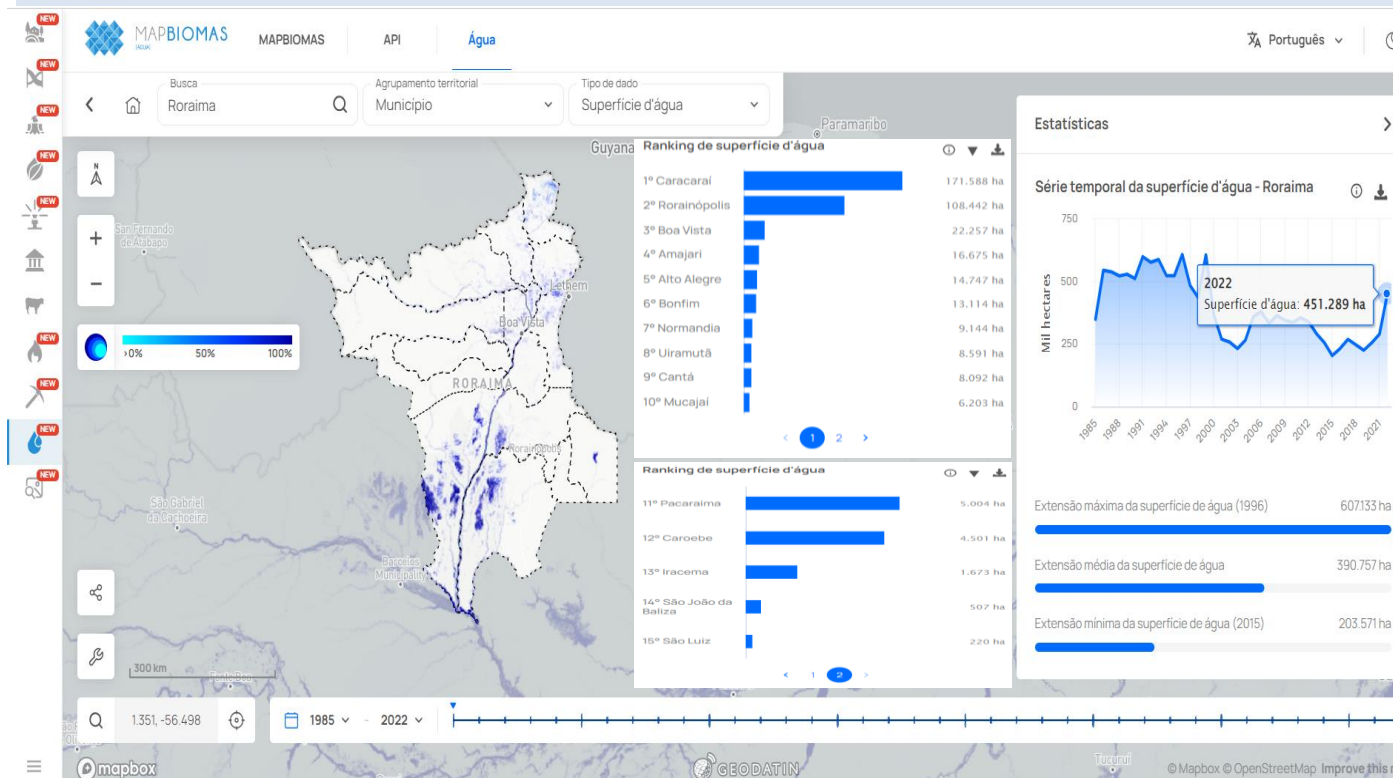 NEW
NEW
NEW
NEW
NEW
NEW
NEW
NEW
NEW
MAPBIOMAS
MAPBIOMAS
API
Água
Português
Busca
Roraima
Agrupamento territorial
Município
Tipo de dado
Superfície d'água
N
+
−
>0%
50%
100%
Paramaribo
Guyana
San Fernando
de Atabapo
Lethem
Boa Vista
RORAIMA
Rorainópolis
São Gabriel
da Cachoeira
Barcelos
Municipality
300 km
Fonte Boa
Tucuruí
Ranking de superfície d'água
1º Caracaraí 171.588 ha
2º Rorainópolis 108.442 ha
3º Boa Vista 22.257 ha
4º Amajari 16.675 ha
5º Alto Alegre 14.747 ha
6º Bonfim 13.114 ha
7º Normandia 9.144 ha
8º Uiramutã 8.591 ha
9º Cantá 8.092 ha
10º Mucajaí 6.203 ha
< 1 2 >
Ranking de superfície d'água
11º Pacaraima 5.004 ha
12º Caroebe 4.501 ha
13º Iracema 1.673 ha
14º São João da
Baliza 507 ha
15º São Luiz 220 ha
< 1 2 >
Estatísticas
Série temporal da superfície d'água - Roraima
750
500
250
0
Mil hectares
2022
Superfície d'água: 451.289 ha
1985 1988 1991 1994 1997 2000 2003 2006 2009 2012 2015 2018 2021
Extensão máxima da superfície de água (1996) 607.133 ha
Extensão média da superfície de água 390.757 ha
Extensão mínima da superfície de água (2015) 203.571 ha
1.351, -56.498
1985 - 2022
mapbox
GEODATIN
© Mapbox © OpenStreetMap Improve this